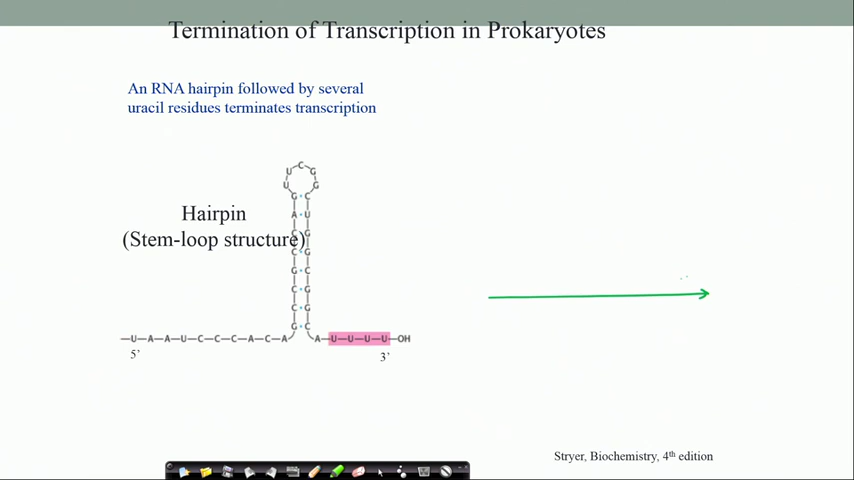 Termination of Transcription in Prokaryotes
An RNA hairpin followed by several
uracil residues terminates transcription
C
U G
U G
G C
A U
Hairpin
(Stem-loop structure)
G
C G
G C
C G
C G
G C
U-A-A-U-C-C-C-A-C-A A-U-U-U-U-OH
5' 3'
Stryer, Biochemistry, 4th edition